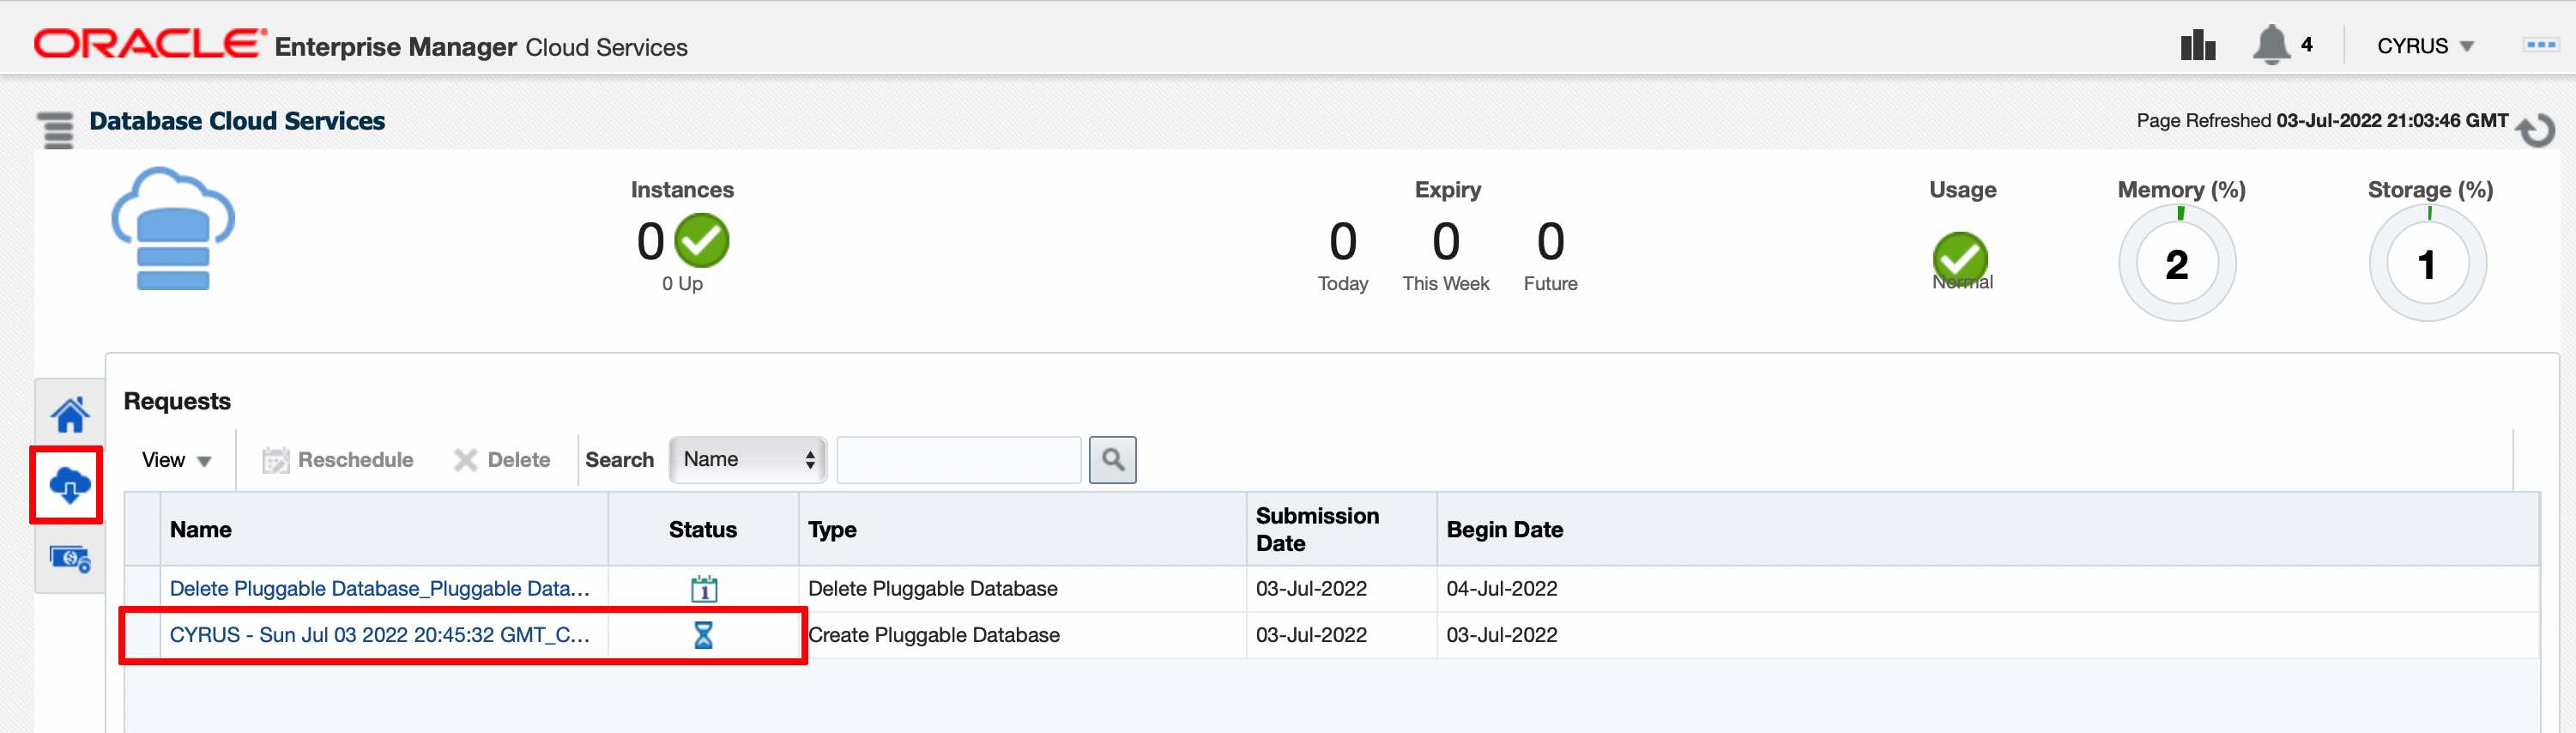 ORACLE Enterprise Manager Cloud Services
4
CYRUS
Database Cloud Services
Page Refreshed 03-Jul-2022 21:03:46 GMT
Instances
0
0 Up
Expiry
0 0 0
Today This Week Future
Usage
Normal
Memory (%)
2
Storage (%)
1
Requests
View Reschedule Delete Search Name
Name Status Type Submission Date Begin Date
Delete Pluggable Database_Pluggable Data... 1 Delete Pluggable Database 03-Jul-2022 04-Jul-2022
CYRUS - Sun Jul 03 2022 20:45:32 GMT_C... Create Pluggable Database 03-Jul-2022 03-Jul-2022